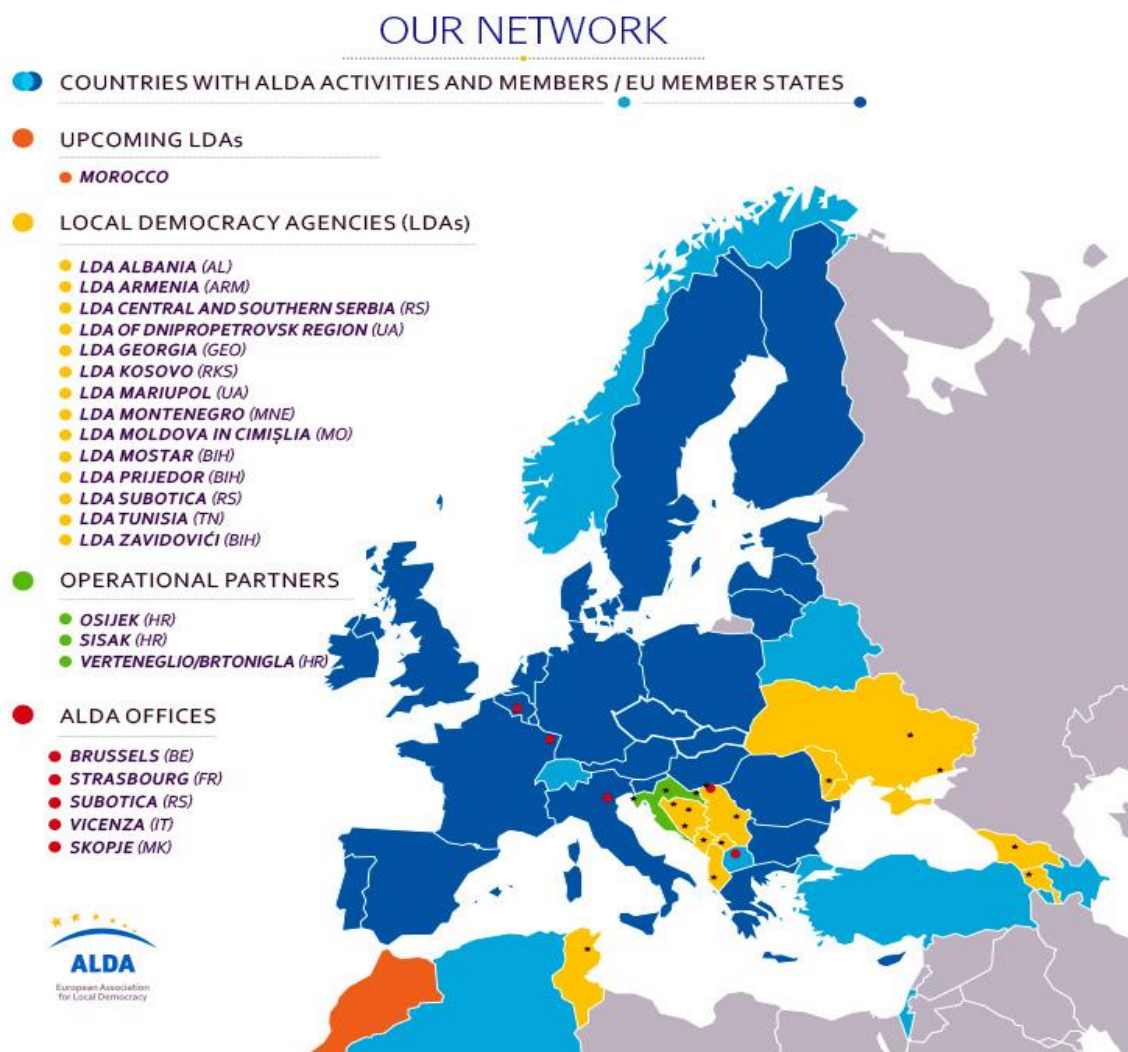 OUR NETWORK
COUNTRIES WITH ALDA ACTIVITIES AND MEMBERS / EU MEMBER STATES
UPCOMING LDAs
MOROCCO
LOCAL DEMOCRACY AGENCIES (LDAs)
LDA ALBANIA (AL)
LDA ARMENIA (ARM)
LDA CENTRAL AND SOUTHERN SERBIA (RS)
LDA OF DNIPROPETROVSK REGION (UA)
LDA GEORGIA (GEO)
LDA KOSOVO (RKS)
LDA MARIUPOL (UA)
LDA MONTENEGRO (MNE)
LDA MOLDOVA IN CIMIȘLIA (MO)
LDA MOSTAR (BIH)
LDA PRIJEDOR (BIH)
LDA SUBOTICA (RS)
LDA TUNISIA (TN)
LDA ZAVIDOVIĆI (BIH)
OPERATIONAL PARTNERS
OSIJEK (HR)
SISAK (HR)
VERTENEGLIO/BRTONIGLA (HR)
ALDA OFFICES
BRUSSELS (BE)
STRASBOURG (FR)
SUBOTICA (RS)
VICENZA (IT)
SKOPJE (MK)
ALDA
European Association
for Local Democracy